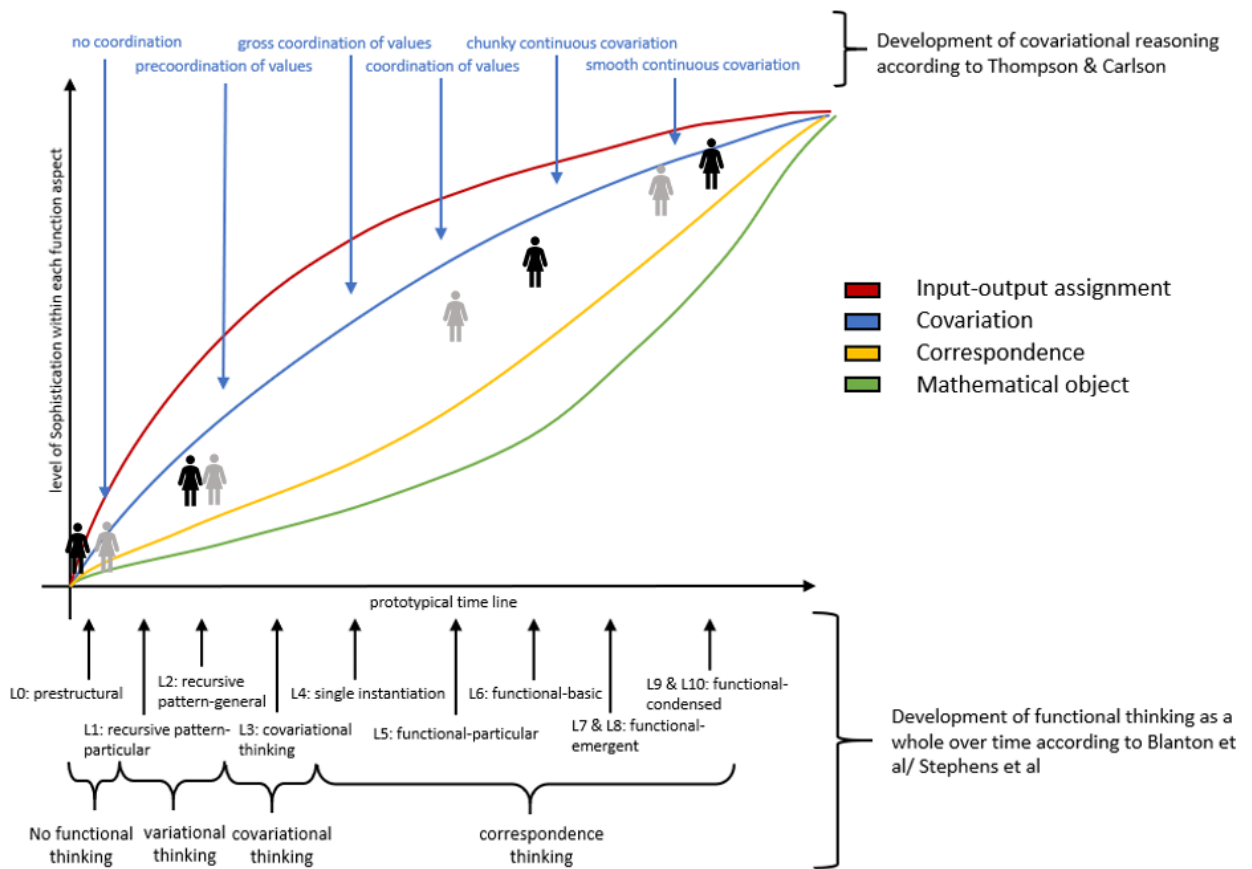 no coordination
gross coordination of values
chunky continuous covariation
precoordination of values
coordination of values
smooth continuous covariation
Development of covariational reasoning
according to Thompson & Carlson
level of Sophistication within each function aspect
Input-output assignment
Covariation
Correspondence
Mathematical object
prototypical time line
L0: prestructural
L2: recursive
pattern-general
L4: single instantiation
L6: functional-basic
L9 & L10: functional-
condensed
L1: recursive pattern-
particular
L3: covariational
thinking
L5: functional-particular
L7 & L8: functional-
emergent
Development of functional thinking as a
whole over time according to Blanton et
al/ Stephens et al
No functional
thinking
variational
thinking
covariational
thinking
correspondence
thinking